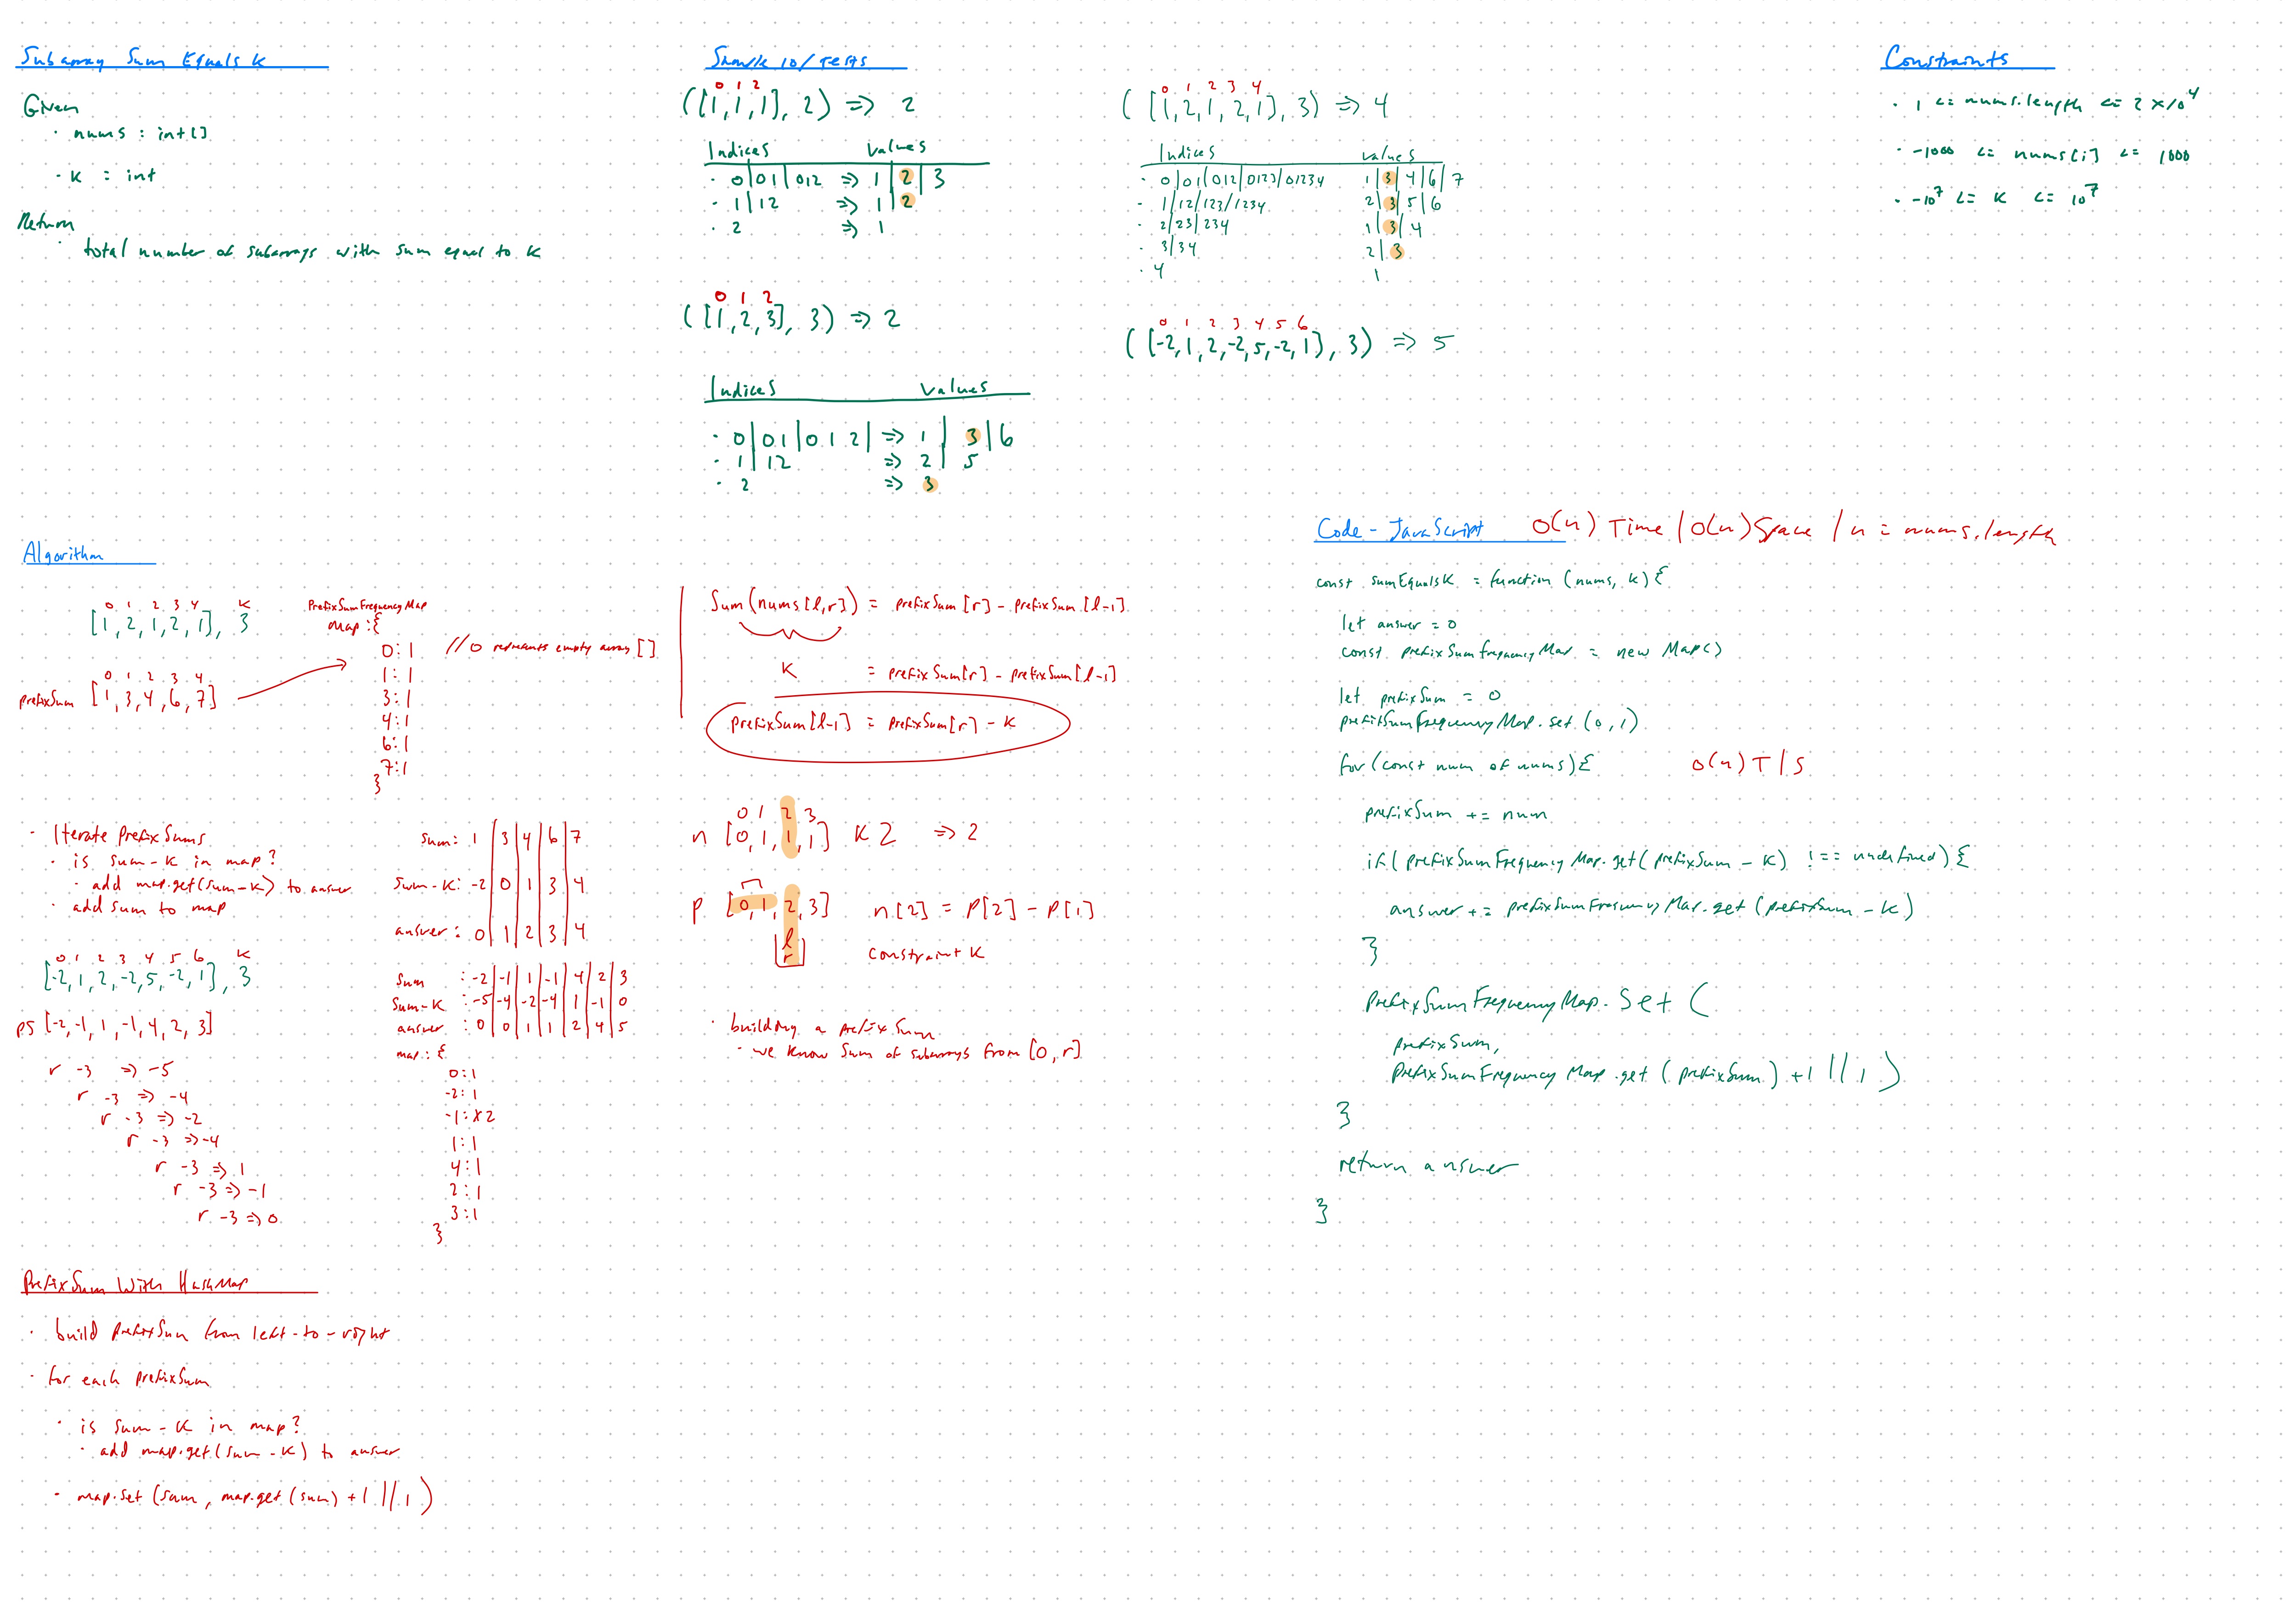 Subarray Sum Equals K
Given
· nums : int[]
· K : int
Return
· total number of subarrays with sum equal to K
Sample IO/Tests
0 1 2
([1,1,1], 2) => 2
Indices values
· 0|01|012 => 1|2|3
· 1|12 => 1|2
· 2 => 1
0 1 2
([1,2,3], 3) => 2
Indices values
· 0|01|012| => 1|3|6
· 1|12 => 2|5
· 2 => 3
0 1 2 3 4
([1,2,1,2,1), 3) => 4
Indices values
· 0|01|012|0123|01234 1|3|4|6|7
· 1|12|123|1234 2|3|5|6
· 2|23|234 1|3|4
· 3|34 2|3
· 4 1
0 1 2 3 4 5 6
([-2,1,2,-2,5,-2,1], 3) => 5
Constraints
· 1 <= nums.length <= 2 x 10^4
· -1000 <= nums[i] <= 1000
· -10^7 <= K <= 10^7
Algorithm
0 1 2 3 4 K
[1,2,1,2,1], 3
0 1 2 3 4
prefixSum [1,3,4,6,7]
PrefixSumFrequencyMap
map:{
0:1 //0 represents empty array []
1:1
3:1
4:1
6:1
7:1
}
· Iterate prefixSums
· is sum-K in map?
· add map.get(sum-K) to answer
· add sum to map
Sum: 1|3|4|6|7
Sum-K: -2|0|1|3|4
answer: 0|1|2|3|4
0 1 2 3 4 5 6 K
[-2,1,2,-2,5,-2,1], 3
PS [-2,-1,1,-1,4,2,3]
r -3 => -5
r -3 => -4
r -3 => -2
r -3 => -4
r -3 => 1
r -3 => -1
r -3 => 0
Sum :-2|-1|1|-1|4|2|3
Sum-K :-5|-4|-2|-4|1|-1|0
answer :0|0|1|1|2|4|5
map:{
0:1
-2:1
-1:1 2
1:1
4:1
2:1
3:1
}
Sum(nums[l,r]) = prefixSum[r] - prefixSum[l-1]
K = prefixSum[r] - prefixSum[l-1]
prefixSum[l-1] = prefixSum[r] - K
0 1 2 3
n [0,1,1,1] K 2 => 2
p [0,1,2,3] n[2] = P[2] - P[1]
l
r
constraint K
· building a prefixSum
· we know sum of subarrays from [0,r]
PrefixSum With HashMap
· build prefixSum from left-to-right
· for each prefixSum
· is sum-K in map?
· add map.get(sum-K) to answer
· map.set(sum, map.get(sum)+1 || 1)
Code - JavaScript O(n) Time | O(n) Space | n = nums.length
const sumEqualsK = function (nums, k) {
let answer = 0
const prefixSumFrequencyMap = new Map()
let prefixSum = 0
prefixSumFrequencyMap.set(0,1)
for(const num of nums){ O(n) T|S
prefixSum += num
if(prefixSumFrequencyMap.get(prefixSum - K) !== undefined){
answer += prefixSumFrequencyMap.get(prefixSum - K)
}
prefixSumFrequencyMap.set(
prefixSum,
prefixSumFrequencyMap.get(prefixSum) +1 || 1)
}
return answer
}